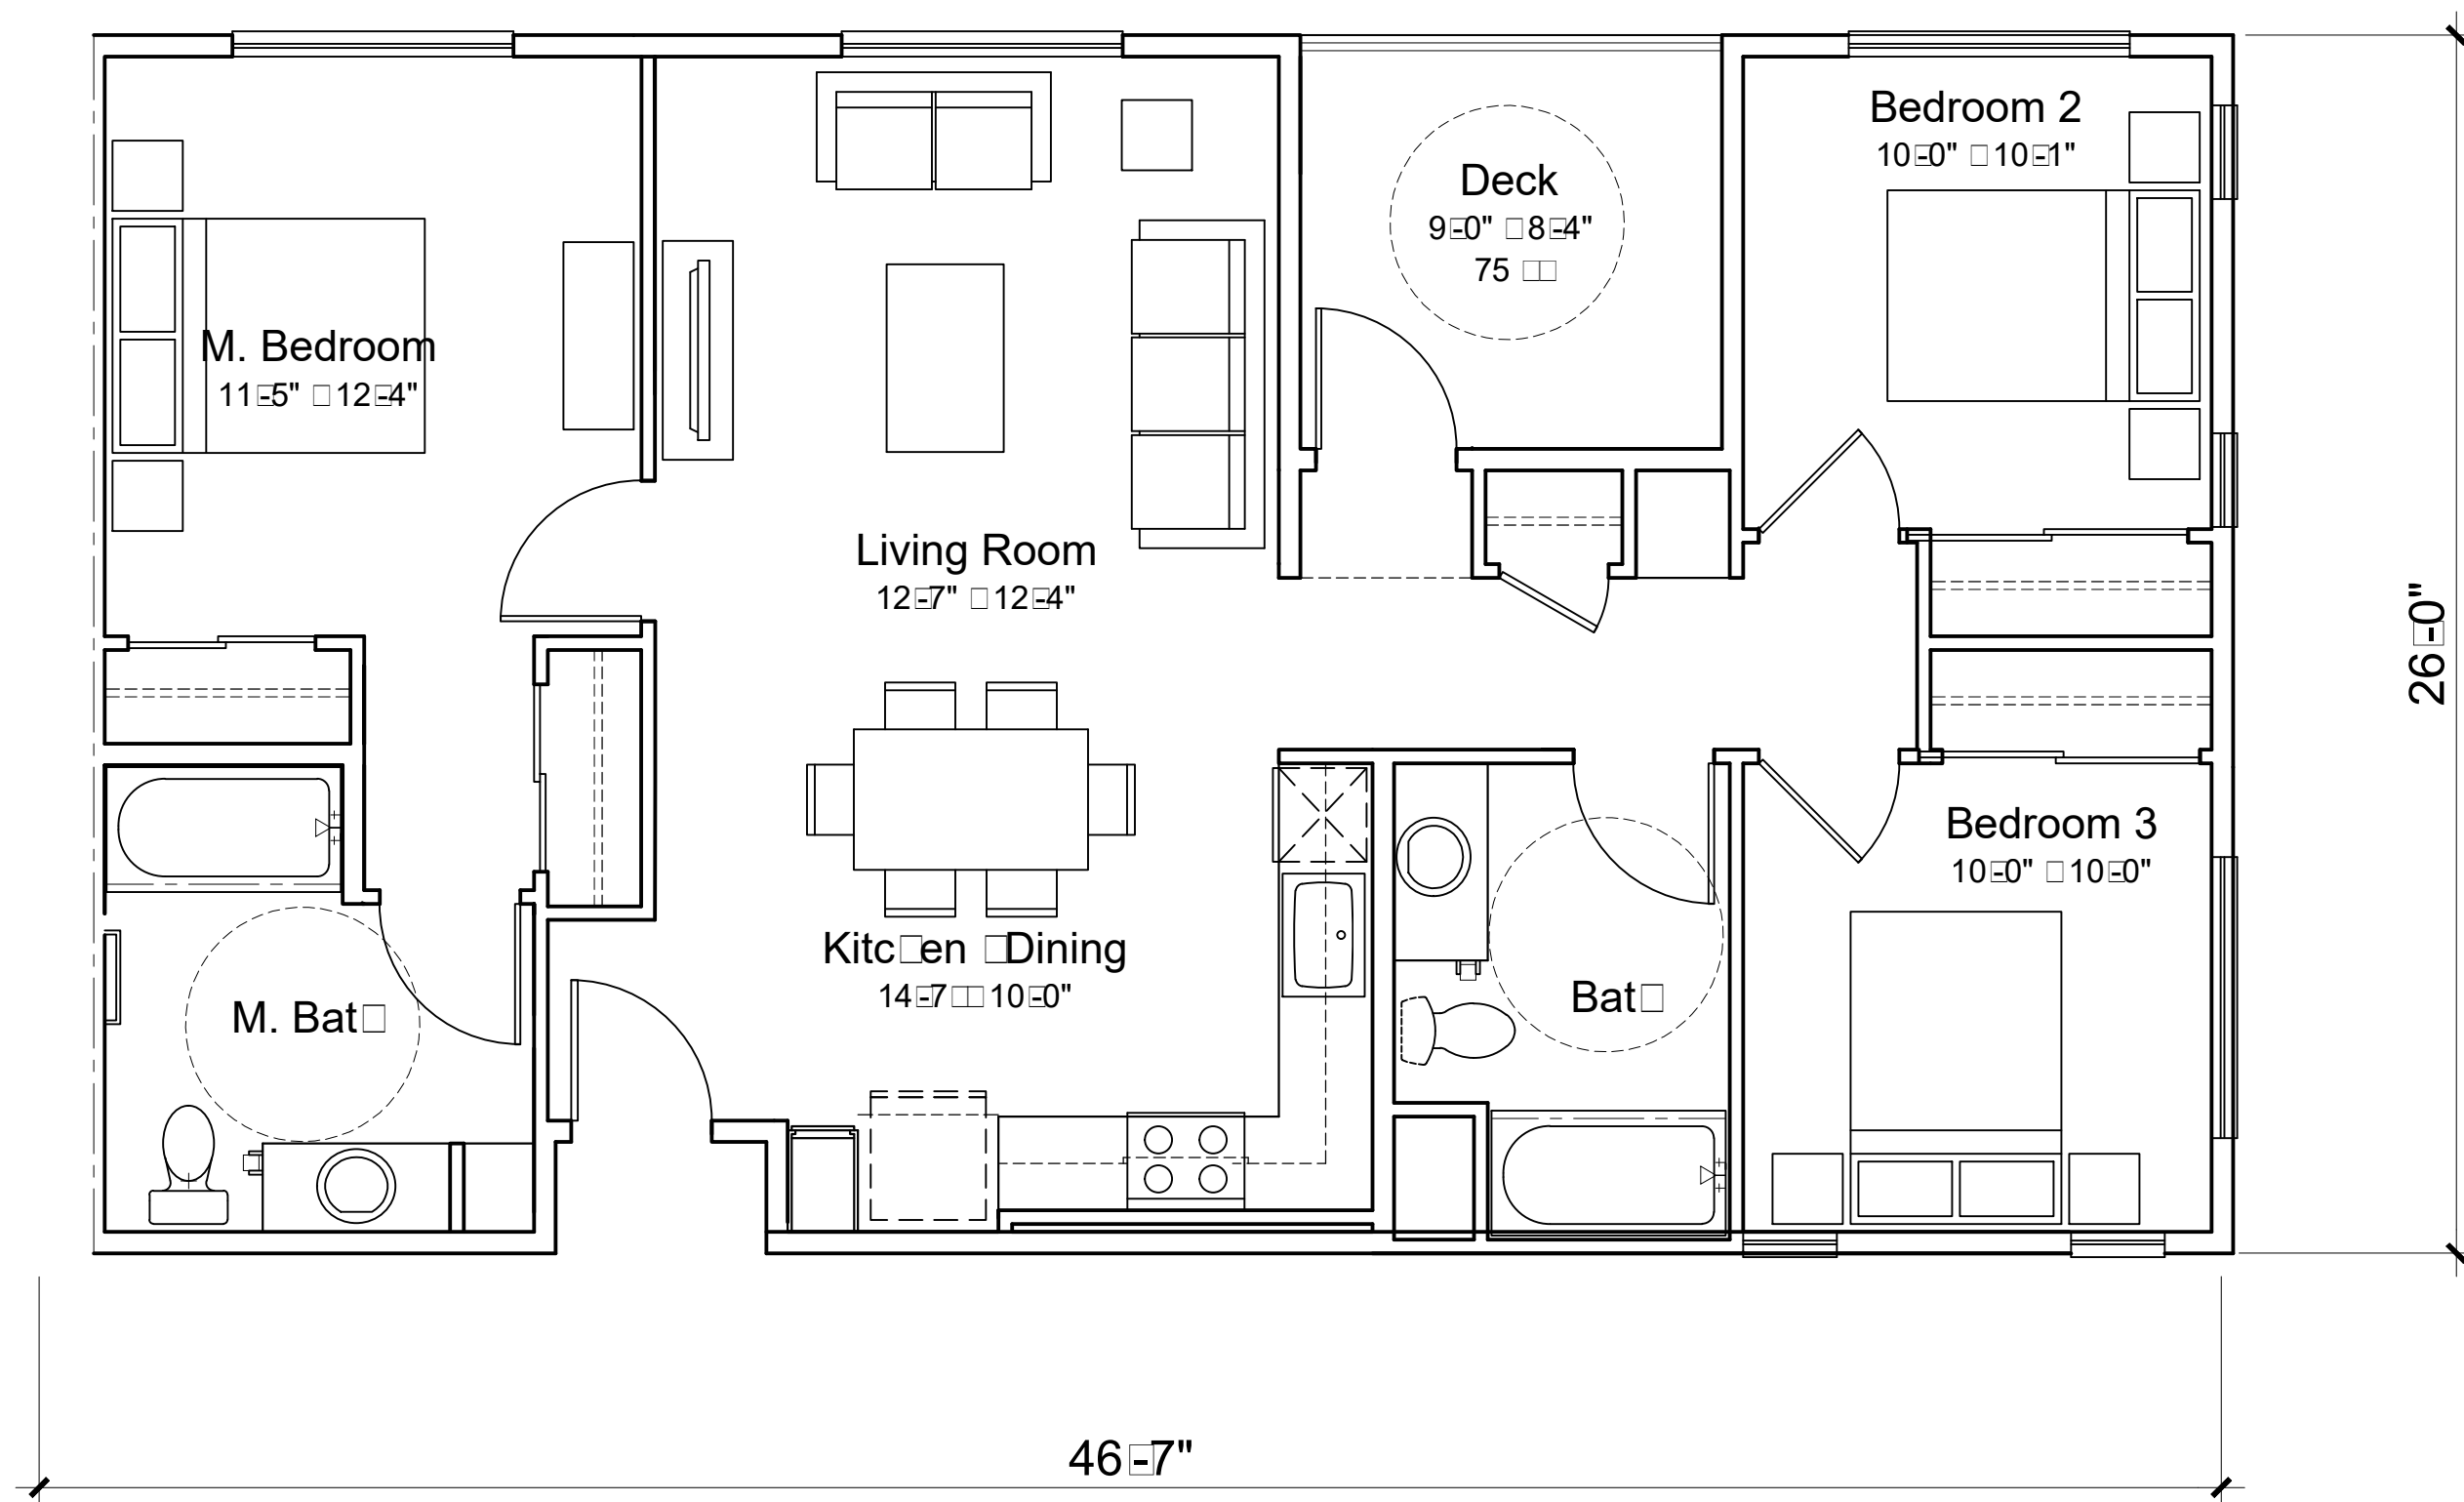 Bedroom 2
10□-0" □ 10□-1"
Deck
9□-0" □ 8□-4"
75 □□
M. Bedroom
11□-5" □ 12□-4"
Living Room
12□-7" □ 12□-4"
26□-0"
Bedroom 3
10□-0" □ 10□-0"
Kitc□en □Dining
14□-7□□ 10□-0"
Bat□
M. Bat□
46□-7"